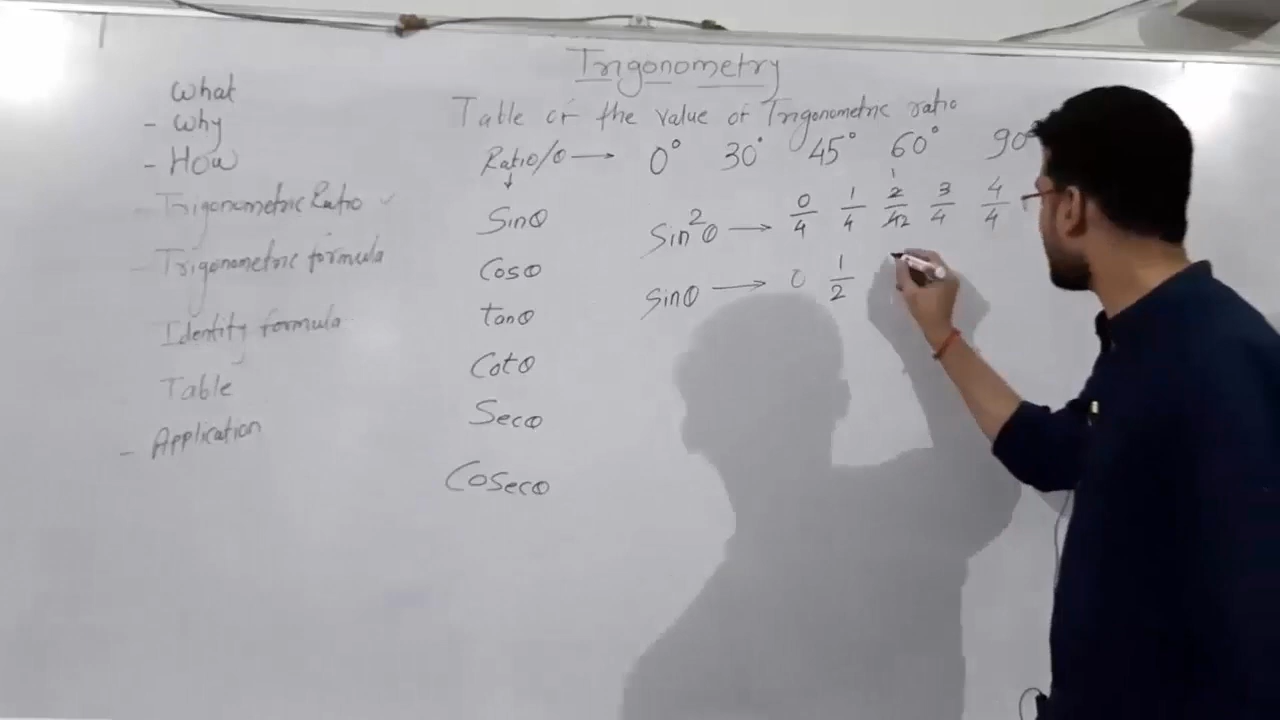 Trigonometry
Table of the value of Trigonometric ratio
What
- Why
- How
- Trigonometric Ratio ✓
- Trigonometric formula
Identity formula
Table
- Application
Ratio/θ → 0° 30° 45° 60° 90°
↓
Sinθ
Cosθ
tanθ
Cotθ
Secθ
Cosecθ
Sin²θ → 0/4 1/4 2/4 1 2 3/4 4/4
Sinθ → 0 1/2